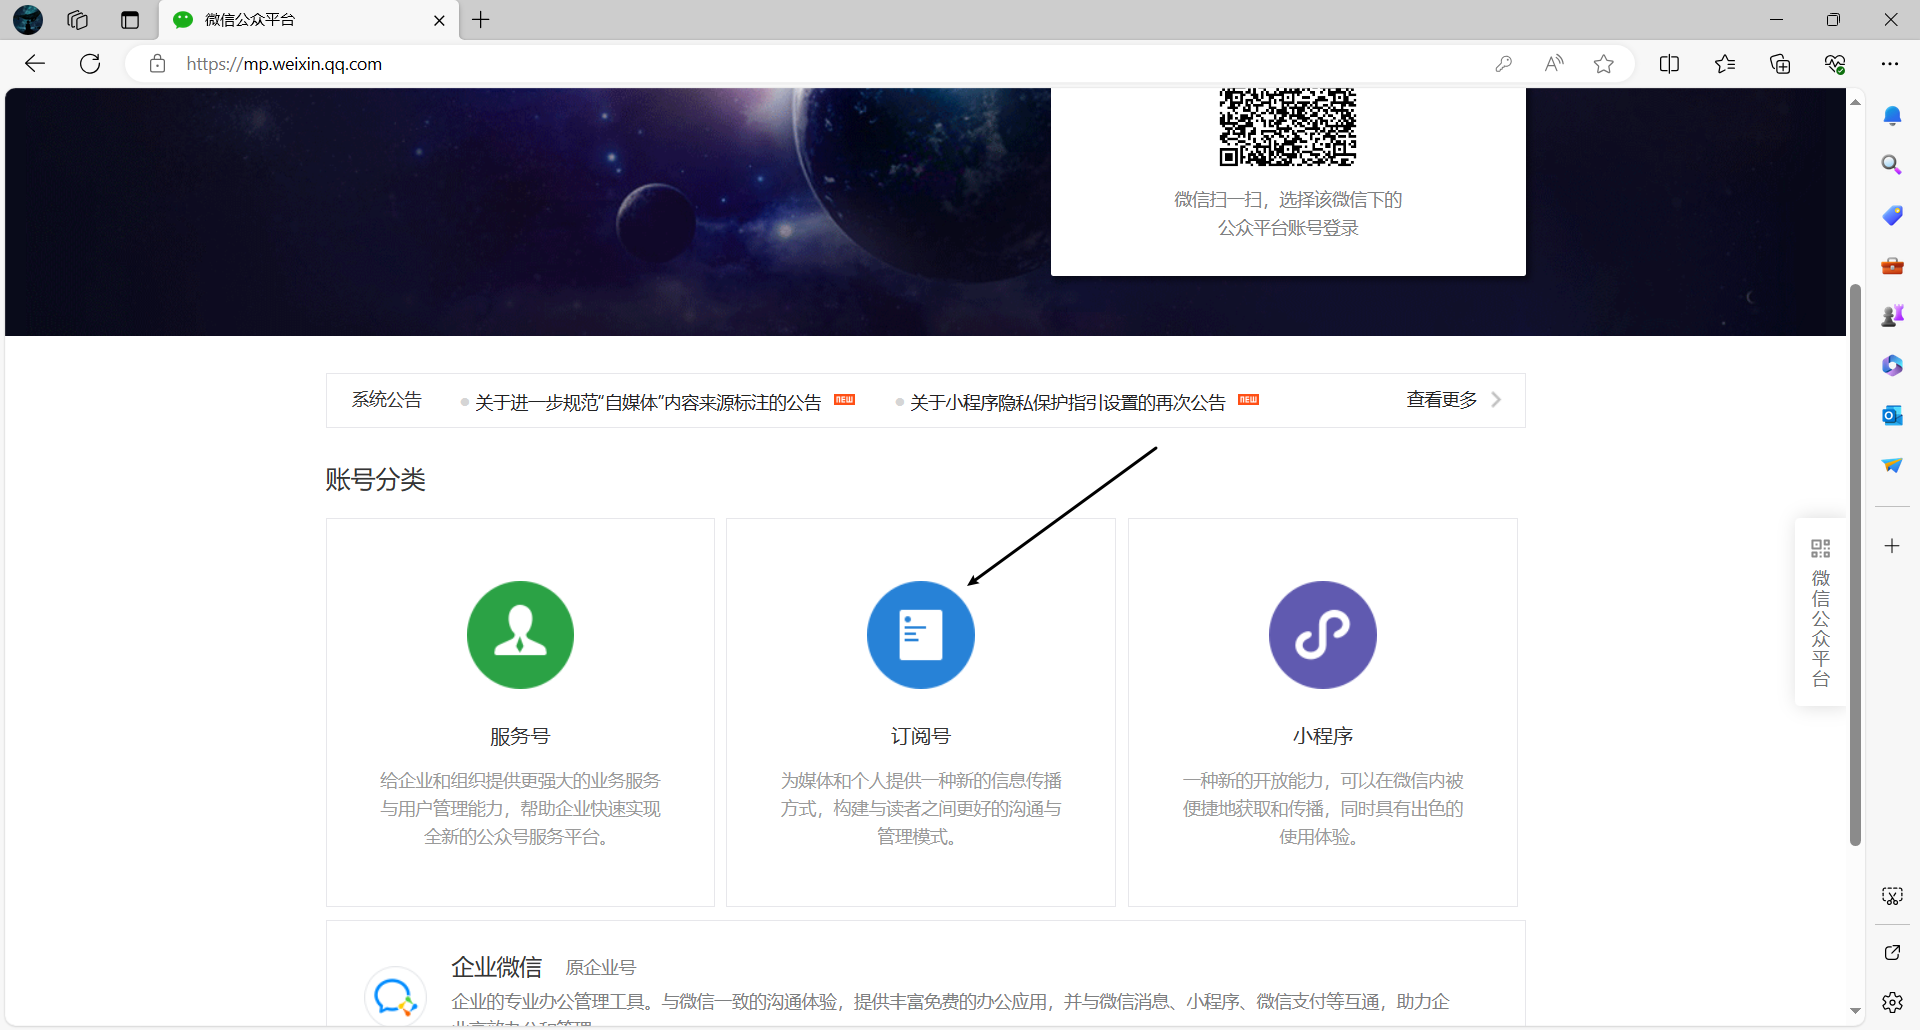 微信公众平台
https://mp.weixin.qq.com
微信扫一扫，选择该微信下的
公众平台账号登录
系统公告
关于进一步规范“自媒体”内容来源标注的公告 NEW
关于小程序隐私保护指引设置的再次公告 NEW
查看更多
账号分类
服务号
给企业和组织提供更强大的业务服务
与用户管理能力，帮助企业快速实现
全新的公众号服务平台。
订阅号
为媒体和个人提供一种新的信息传播
方式，构建与读者之间更好的沟通与
管理模式。
小程序
一种新的开放能力，可以在微信内被
便捷地获取和传播，同时具有出色的
使用体验。
微信公众平台
企业微信 原企业号
企业的专业办公管理工具。与微信一致的沟通体验，提供丰富免费的办公应用，并与微信消息、小程序、微信支付等互通，助力企